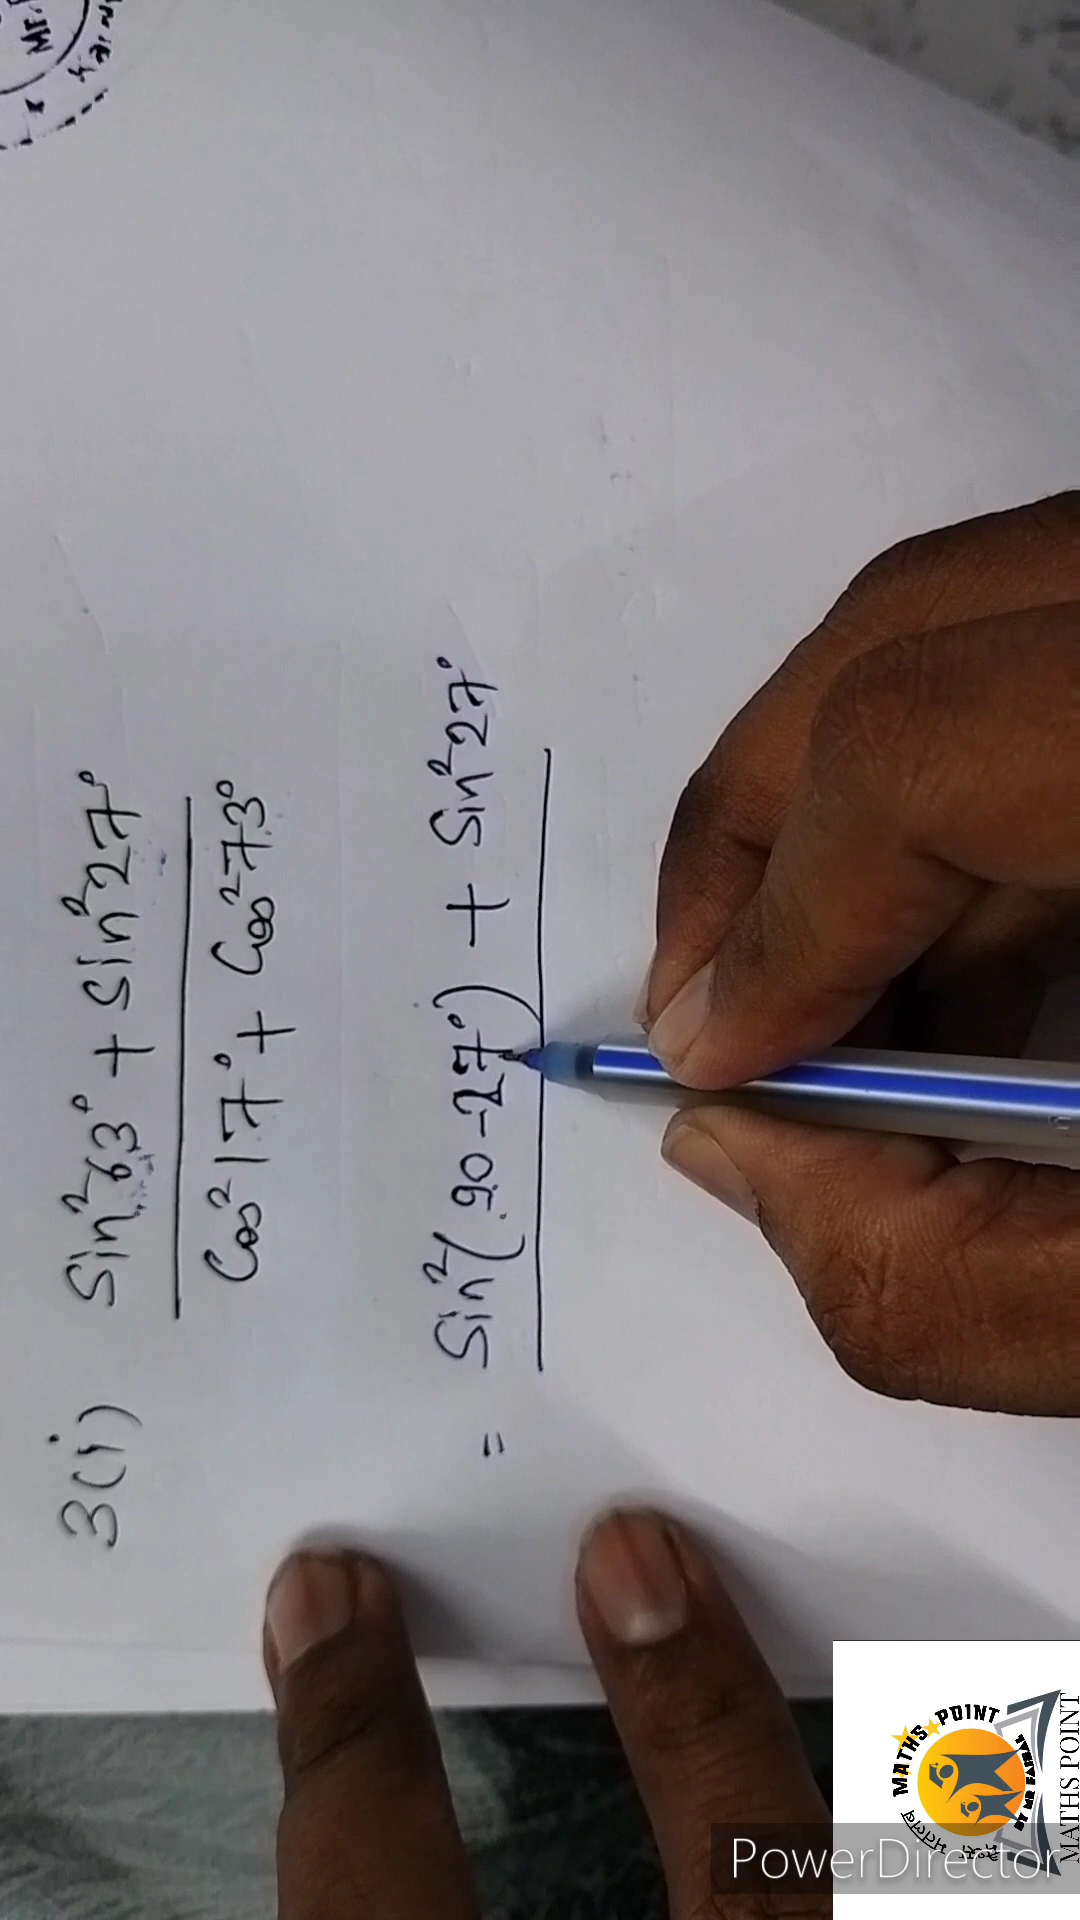 3(i) Sin²63° + Sin²27°
Cos²17° + Cos²73°
= Sin²(90-27°) + Sin²27°
MATHS POINT
MATHS POINT
PowerDirector